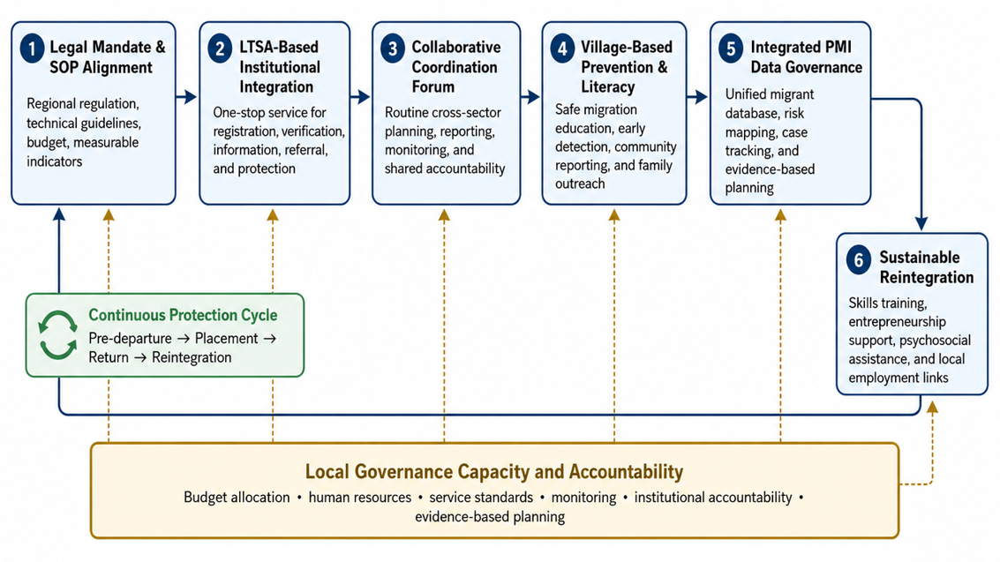 1 Legal Mandate &
SOP Alignment
Regional regulation,
technical guidelines,
budget, measurable
indicators
2 LTSA-Based
Institutional
Integration
One-stop service for
registration, verification,
information, referral,
and protection
3 Collaborative
Coordination
Forum
Routine cross-sector
planning, reporting,
monitoring, and
shared accountability
4 Village-Based
Prevention &
Literacy
Safe migration
education, early
detection, community
reporting, and family
outreach
5 Integrated PMI
Data Governance
Unified migrant
database, risk
mapping, case
tracking, and
evidence-based
planning
6 Sustainable
Reintegration
Skills training,
entrepreneurship
support, psychosocial
assistance, and local
employment links
Continuous Protection Cycle
Pre-departure → Placement →
Return → Reintegration
Local Governance Capacity and Accountability
Budget allocation • human resources • service standards • monitoring • institutional accountability •
evidence-based planning